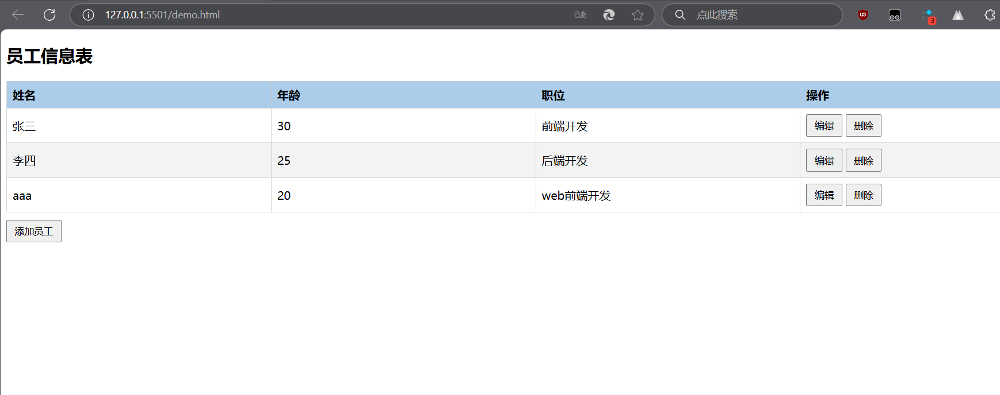 127.0.0.1:5501/demo.html aあ 点此搜索 3
员工信息表
姓名 年龄 职位 操作
张三 30 前端开发 编辑 删除
李四 25 后端开发 编辑 删除
aaa 20 web前端开发 编辑 删除
添加员工